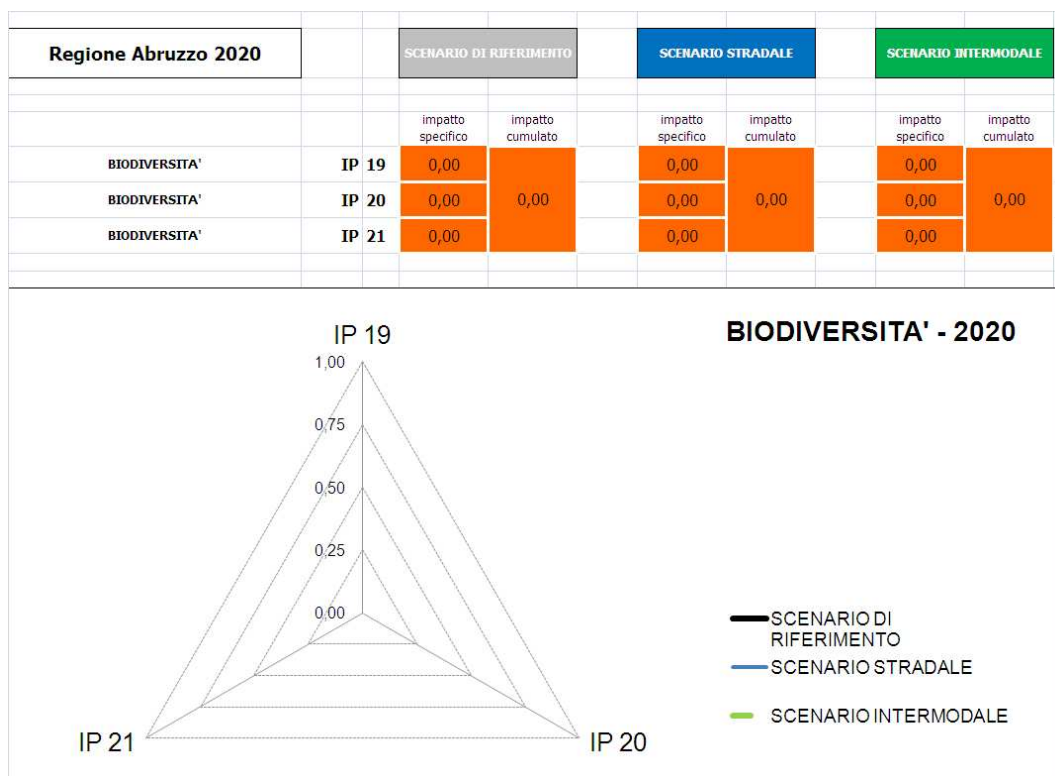 Regione Abruzzo 2020 SCENARIO DI RIFERIMENTO SCENARIO STRADALE SCENARIO INTERMODALE
impatto specifico impatto cumulato impatto specifico impatto cumulato impatto specifico impatto cumulato
BIODIVERSITA' IP 19 0,00 0,00 0,00
BIODIVERSITA' IP 20 0,00 0,00 0,00 0,00 0,00 0,00
BIODIVERSITA' IP 21 0,00 0,00 0,00
BIODIVERSITA' - 2020
IP 19
1,00
0,75
0,50
0,25
0,00
IP 21
IP 20
SCENARIO DI
RIFERIMENTO
SCENARIO STRADALE
SCENARIO INTERMODALE